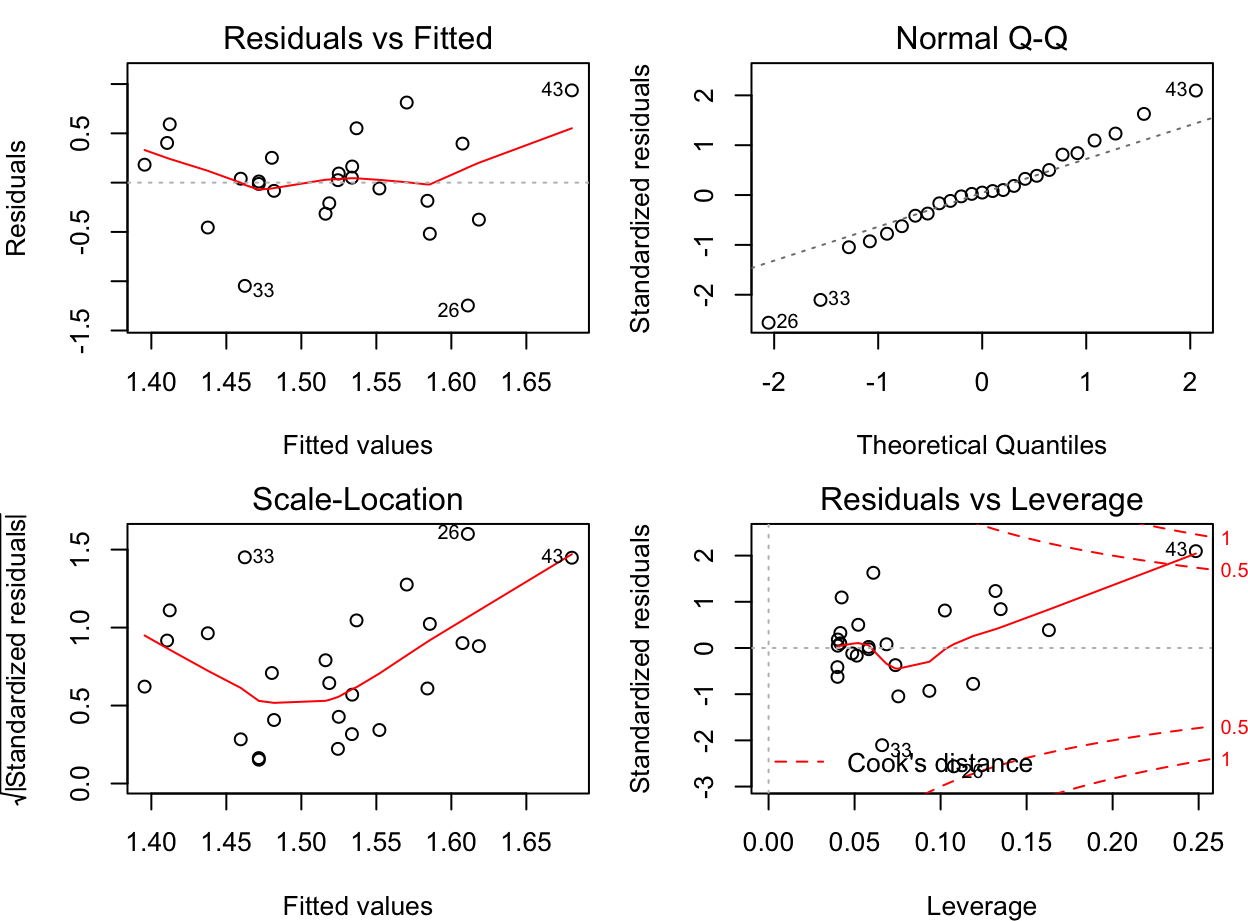 Residuals vs Fitted
Residuals
0.5
-0.5
-1.5
43
33
26
1.40 1.45 1.50 1.55 1.60 1.65
Fitted values
Normal Q-Q
Standardized residuals
2
1
0
-1
-2
43
33
26
-2 -1 0 1 2
Theoretical Quantiles
Scale-Location
√|Standardized residuals|
1.5
1.0
0.5
0.0
26
33
43
1.40 1.45 1.50 1.55 1.60 1.65
Fitted values
Residuals vs Leverage
Standardized residuals
2
1
0
-1
-2
-3
43
1
0.5
0.5
1
33
26
Cook's distance
0.00 0.05 0.10 0.15 0.20 0.25
Leverage